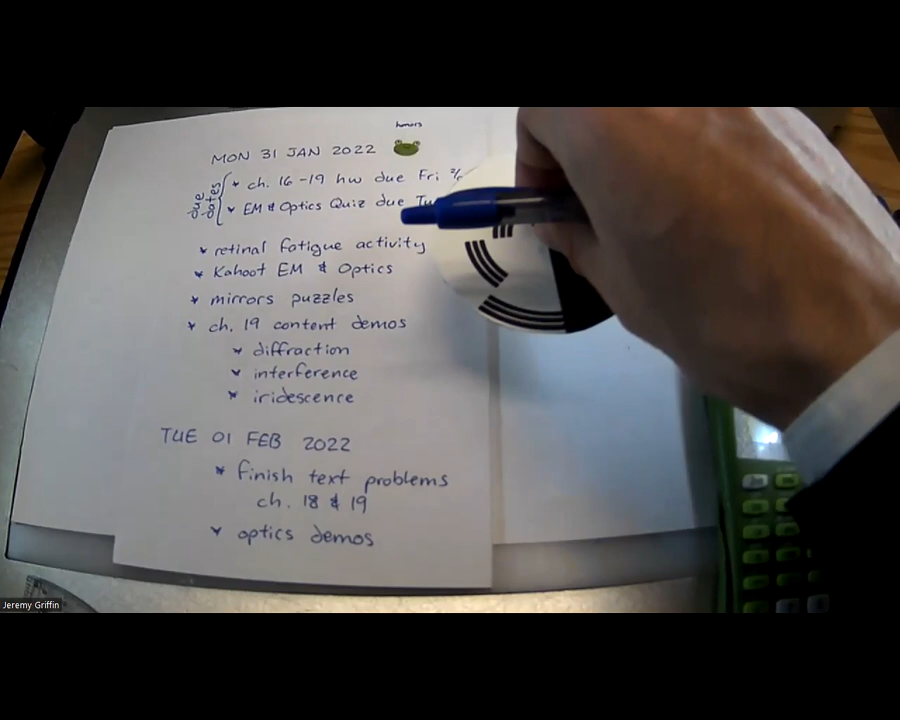 honors
MON 31 JAN 2022
due dates
* ch. 16-19 hw due Fri
* EM & Optics Quiz due
* retinal fatigue activity
* Kahoot EM & Optics
* mirrors puzzles
* ch. 19 content demos
* diffraction
* interference
* iridescence
TUE 01 FEB 2022
* finish text problems
ch. 18 & 19
* optics demos
Jeremy Griffin